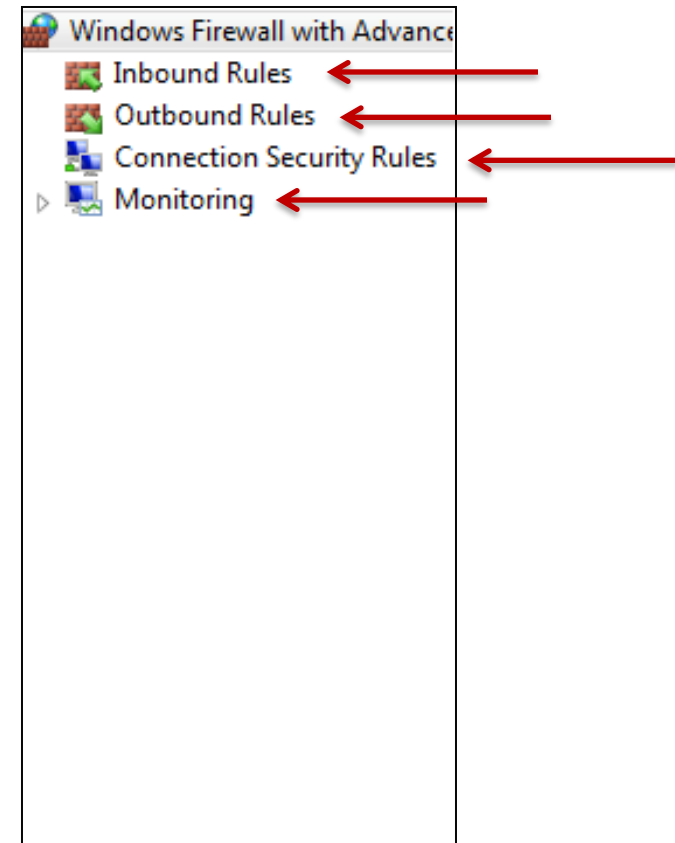 Windows Firewall with Advance
Inbound Rules
Outbound Rules
Connection Security Rules
Monitoring